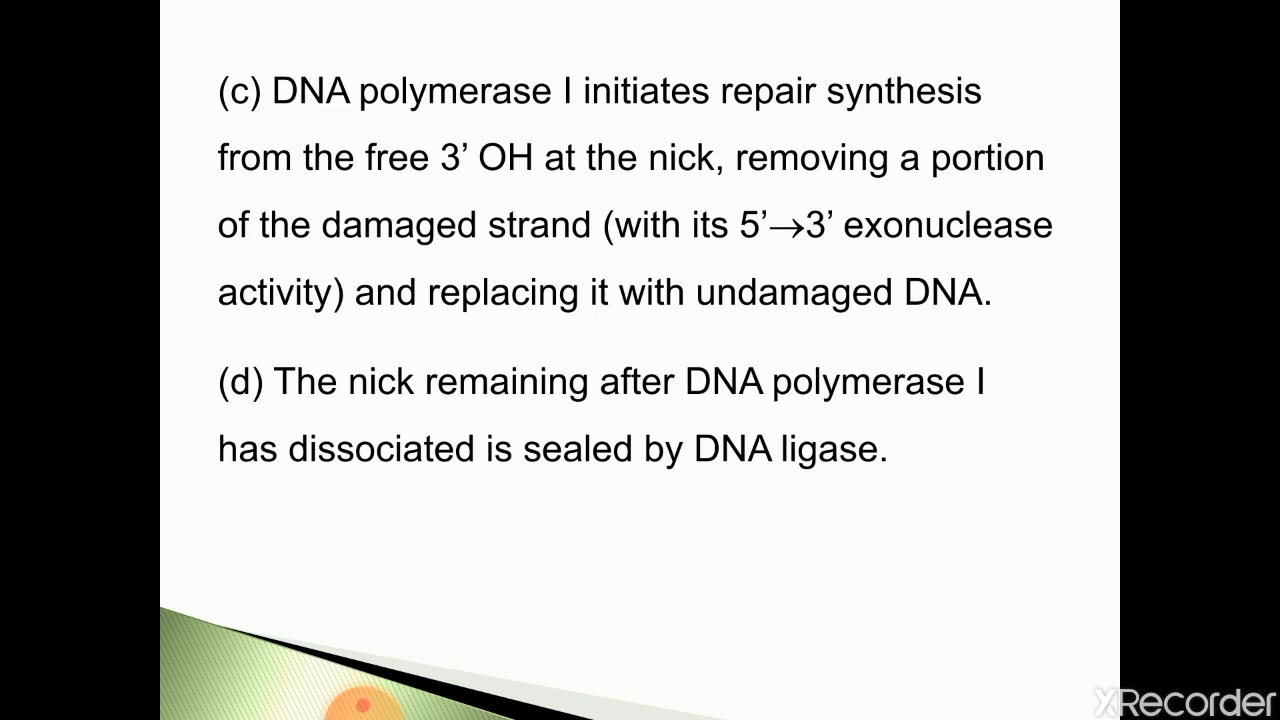 (c) DNA polymerase I initiates repair synthesis
from the free 3’ OH at the nick, removing a portion
of the damaged strand (with its 5’→3’ exonuclease
activity) and replacing it with undamaged DNA.
(d) The nick remaining after DNA polymerase I
has dissociated is sealed by DNA ligase.
XRecorder